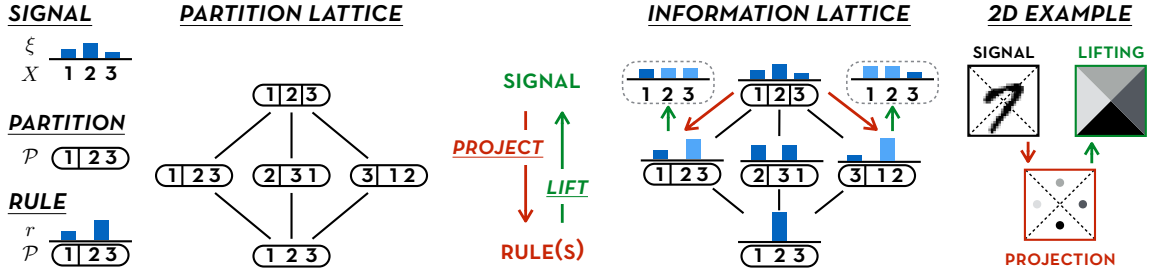 SIGNAL
ξ
X 1 2 3
PARTITION
𝒫 1 2 3
RULE
r
𝒫 1 2 3
PARTITION LATTICE
1 2 3
1 2 3 2 3 1 3 1 2
1 2 3
SIGNAL
PROJECT
LIFT
RULE(S)
INFORMATION LATTICE
1 2 3 1 2 3 1 2 3
1 2 3 2 3 1 3 1 2
1 2 3
2D EXAMPLE
SIGNAL LIFTING
PROJECTION